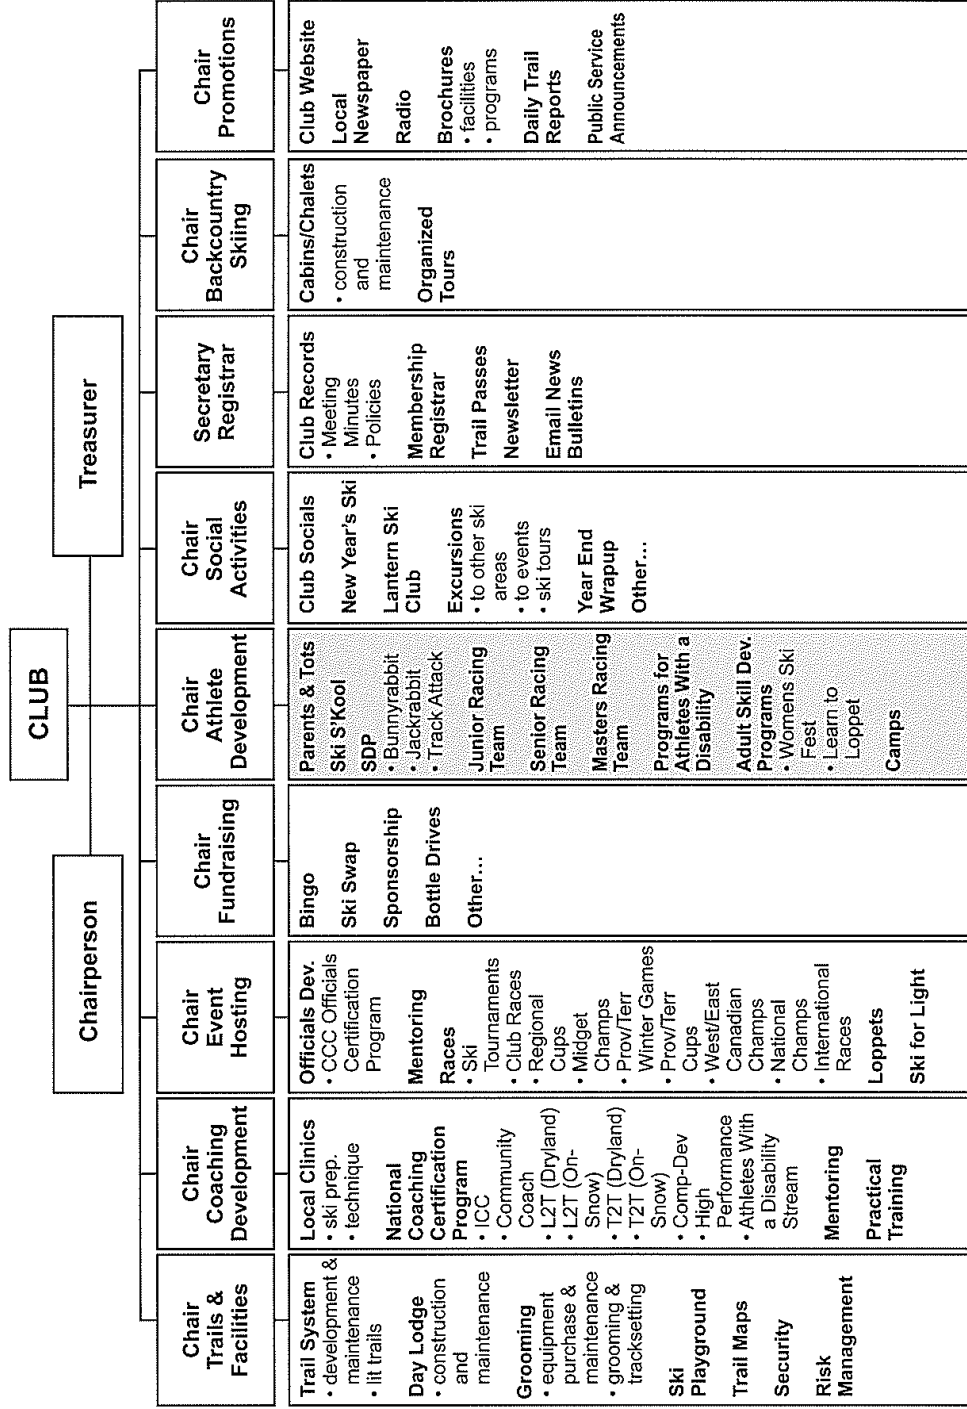 CLUB
Chairperson
Treasurer
Chair
Trails &
Facilities
Trail System
• development &
maintenance
• lit trails
Day Lodge
• construction
and
maintenance
Grooming
• equipment
purchase &
maintenance
• grooming &
tracksetting
Ski
Playground
Trail Maps
Security
Risk
Management
Chair
Coaching
Development
Local Clinics
• ski prep.
• technique
National
Coaching
Certification
Program
• ICC
• Community
Coach
• L2T (Dryland)
• L2T (On-
Snow)
• T2T (Dryland)
• T2T (On-
Snow)
• Comp-Dev
• High
Performance
• Athletes With
a Disability
Stream
Mentoring
Practical
Training
Chair
Event
Hosting
Officials Dev.
• CCC Officials
Certification
Program
Mentoring
Races
• Ski
Tournaments
• Club Races
• Regional
Cups
• Midget
Champs
• Prov/Terr
Winter Games
• Prov/Terr
Cups
• West/East
Canadian
Champs
• National
Champs
• International
Races
Loppets
Ski for Light
Chair
Fundraising
Bingo
Ski Swap
Sponsorship
Bottle Drives
Other...
Chair
Athlete
Development
Parents & Tots
Ski S'Kool
SDP
• Bunnyrabbit
• Jackrabbit
• Track Attack
Junior Racing
Team
Senior Racing
Team
Masters Racing
Team
Programs for
Athletes With a
Disability
Adult Skill Dev.
Programs
• Womens Ski
Fest
• Learn to
Loppet
Camps
Chair
Social
Activities
Club Socials
New Year's Ski
Lantern Ski
Club
Excursions
• to other ski
areas
• to events
• ski tours
Year End
Wrapup
Other...
Secretary
Registrar
Club Records
• Meeting
Minutes
• Policies
Membership
Registrar
Trail Passes
Newsletter
Email News
Bulletins
Chair
Backcountry
Skiing
Cabins/Chalets
• construction
and
maintenance
Organized
Tours
Chair
Promotions
Club Website
Local
Newspaper
Radio
Brochures
• facilities
• programs
Daily Trail
Reports
Public Service
Announcements